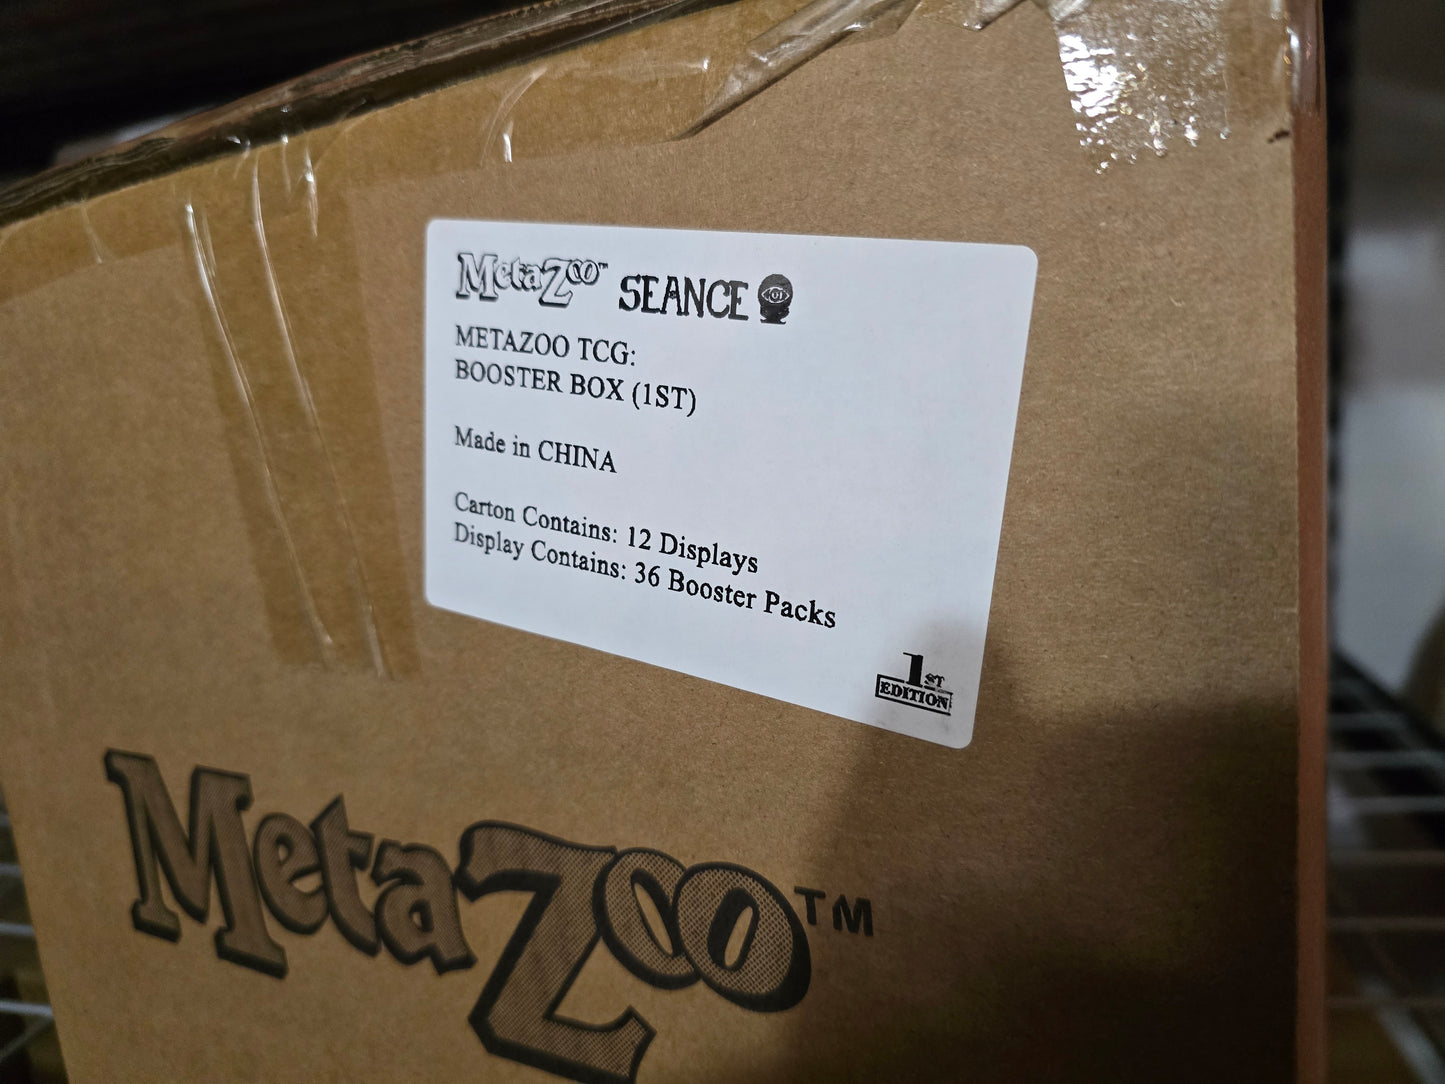 MetaZoo™ SEANCE
METAZOO TCG:
BOOSTER BOX (1ST)
Made in CHINA
Carton Contains: 12 Displays
Display Contains: 36 Booster Packs
1ST
EDITION
MetaZoo™